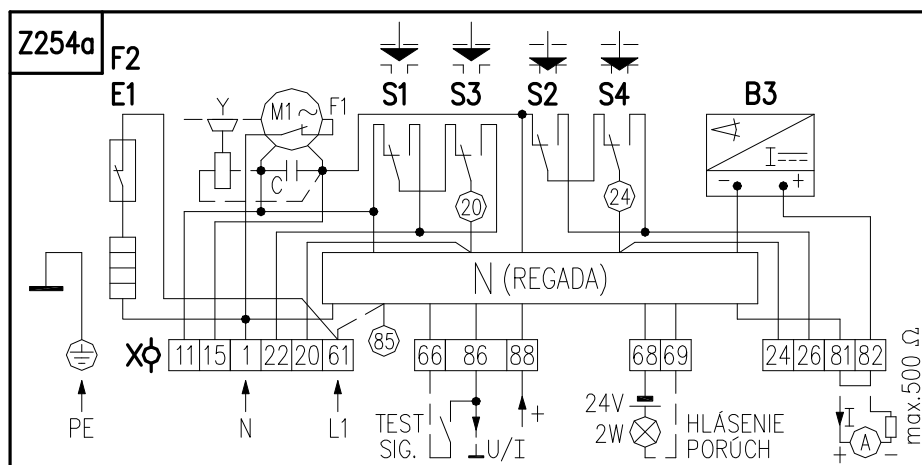 Z254a
F2
E1
S1 S3 S2 S4 B3
Y M1 F1
C
I
- +
20 24
N (REGADA)
85
X 11 15 1 22 20 61 66 86 88 68 69 24 26 81 82
PE N L1
TEST
SIG.
U/I
+
24V
2W
HLÁSENIE
PORÚCH
I
A
+ -
max.500 Ω